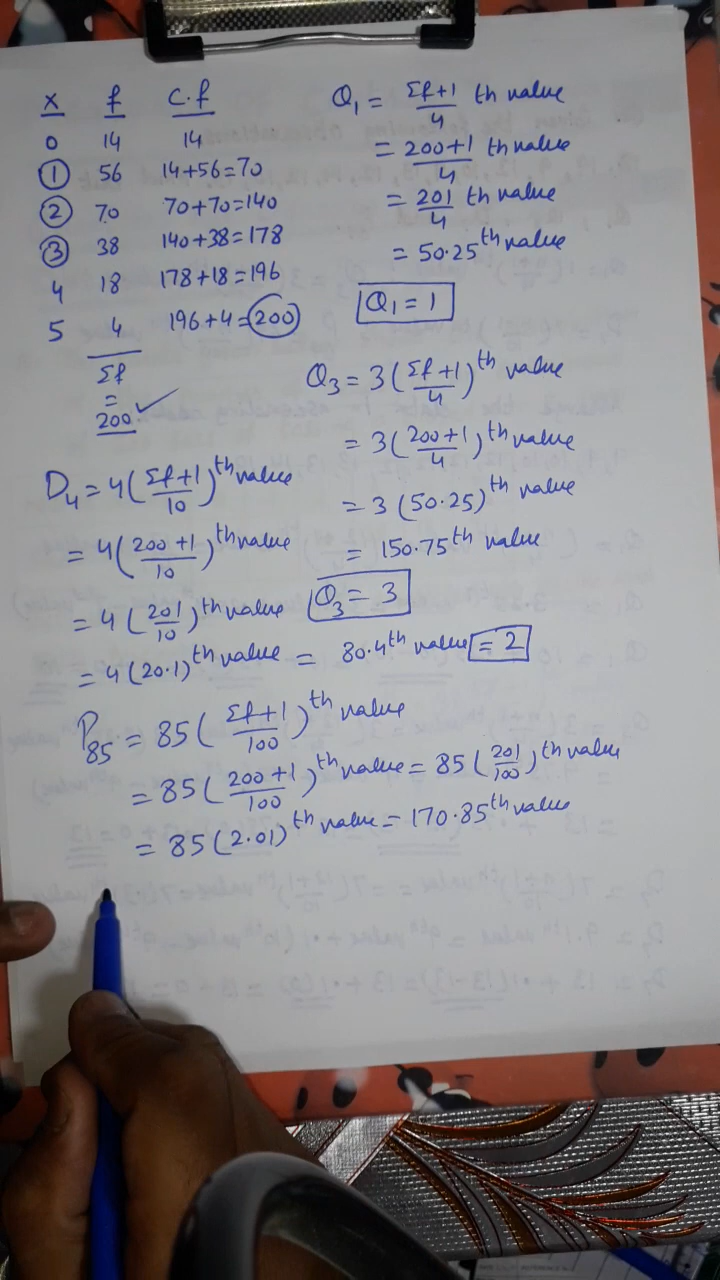 x f c.f
0 14 14
1 56 14+56=70
2 70 70+70=140
3 38 140+38=178
4 18 178+18=196
5 4 196+4=200
Σf
=
200 ✓
Q₁ = Σf+1/4 th value
= 200+1/4 th value
= 201/4 th value
= 50.25th value
Q₁ = 1
Q₃ = 3(Σf+1/4)th value
= 3(200+1/4)th value
= 3(50.25)th value
= 150.75th value
Q₃ = 3
D₄ = 4(Σf+1/10)th value
= 4(200+1/10)th value
= 4(201/10)th value
= 4(20.1)th value = 80.4th value = 2
P₈₅ = 85(Σf+1/100)th value
= 85(200+1/100)th value = 85(201/100)th value
= 85(2.01)th value = 170.85th value